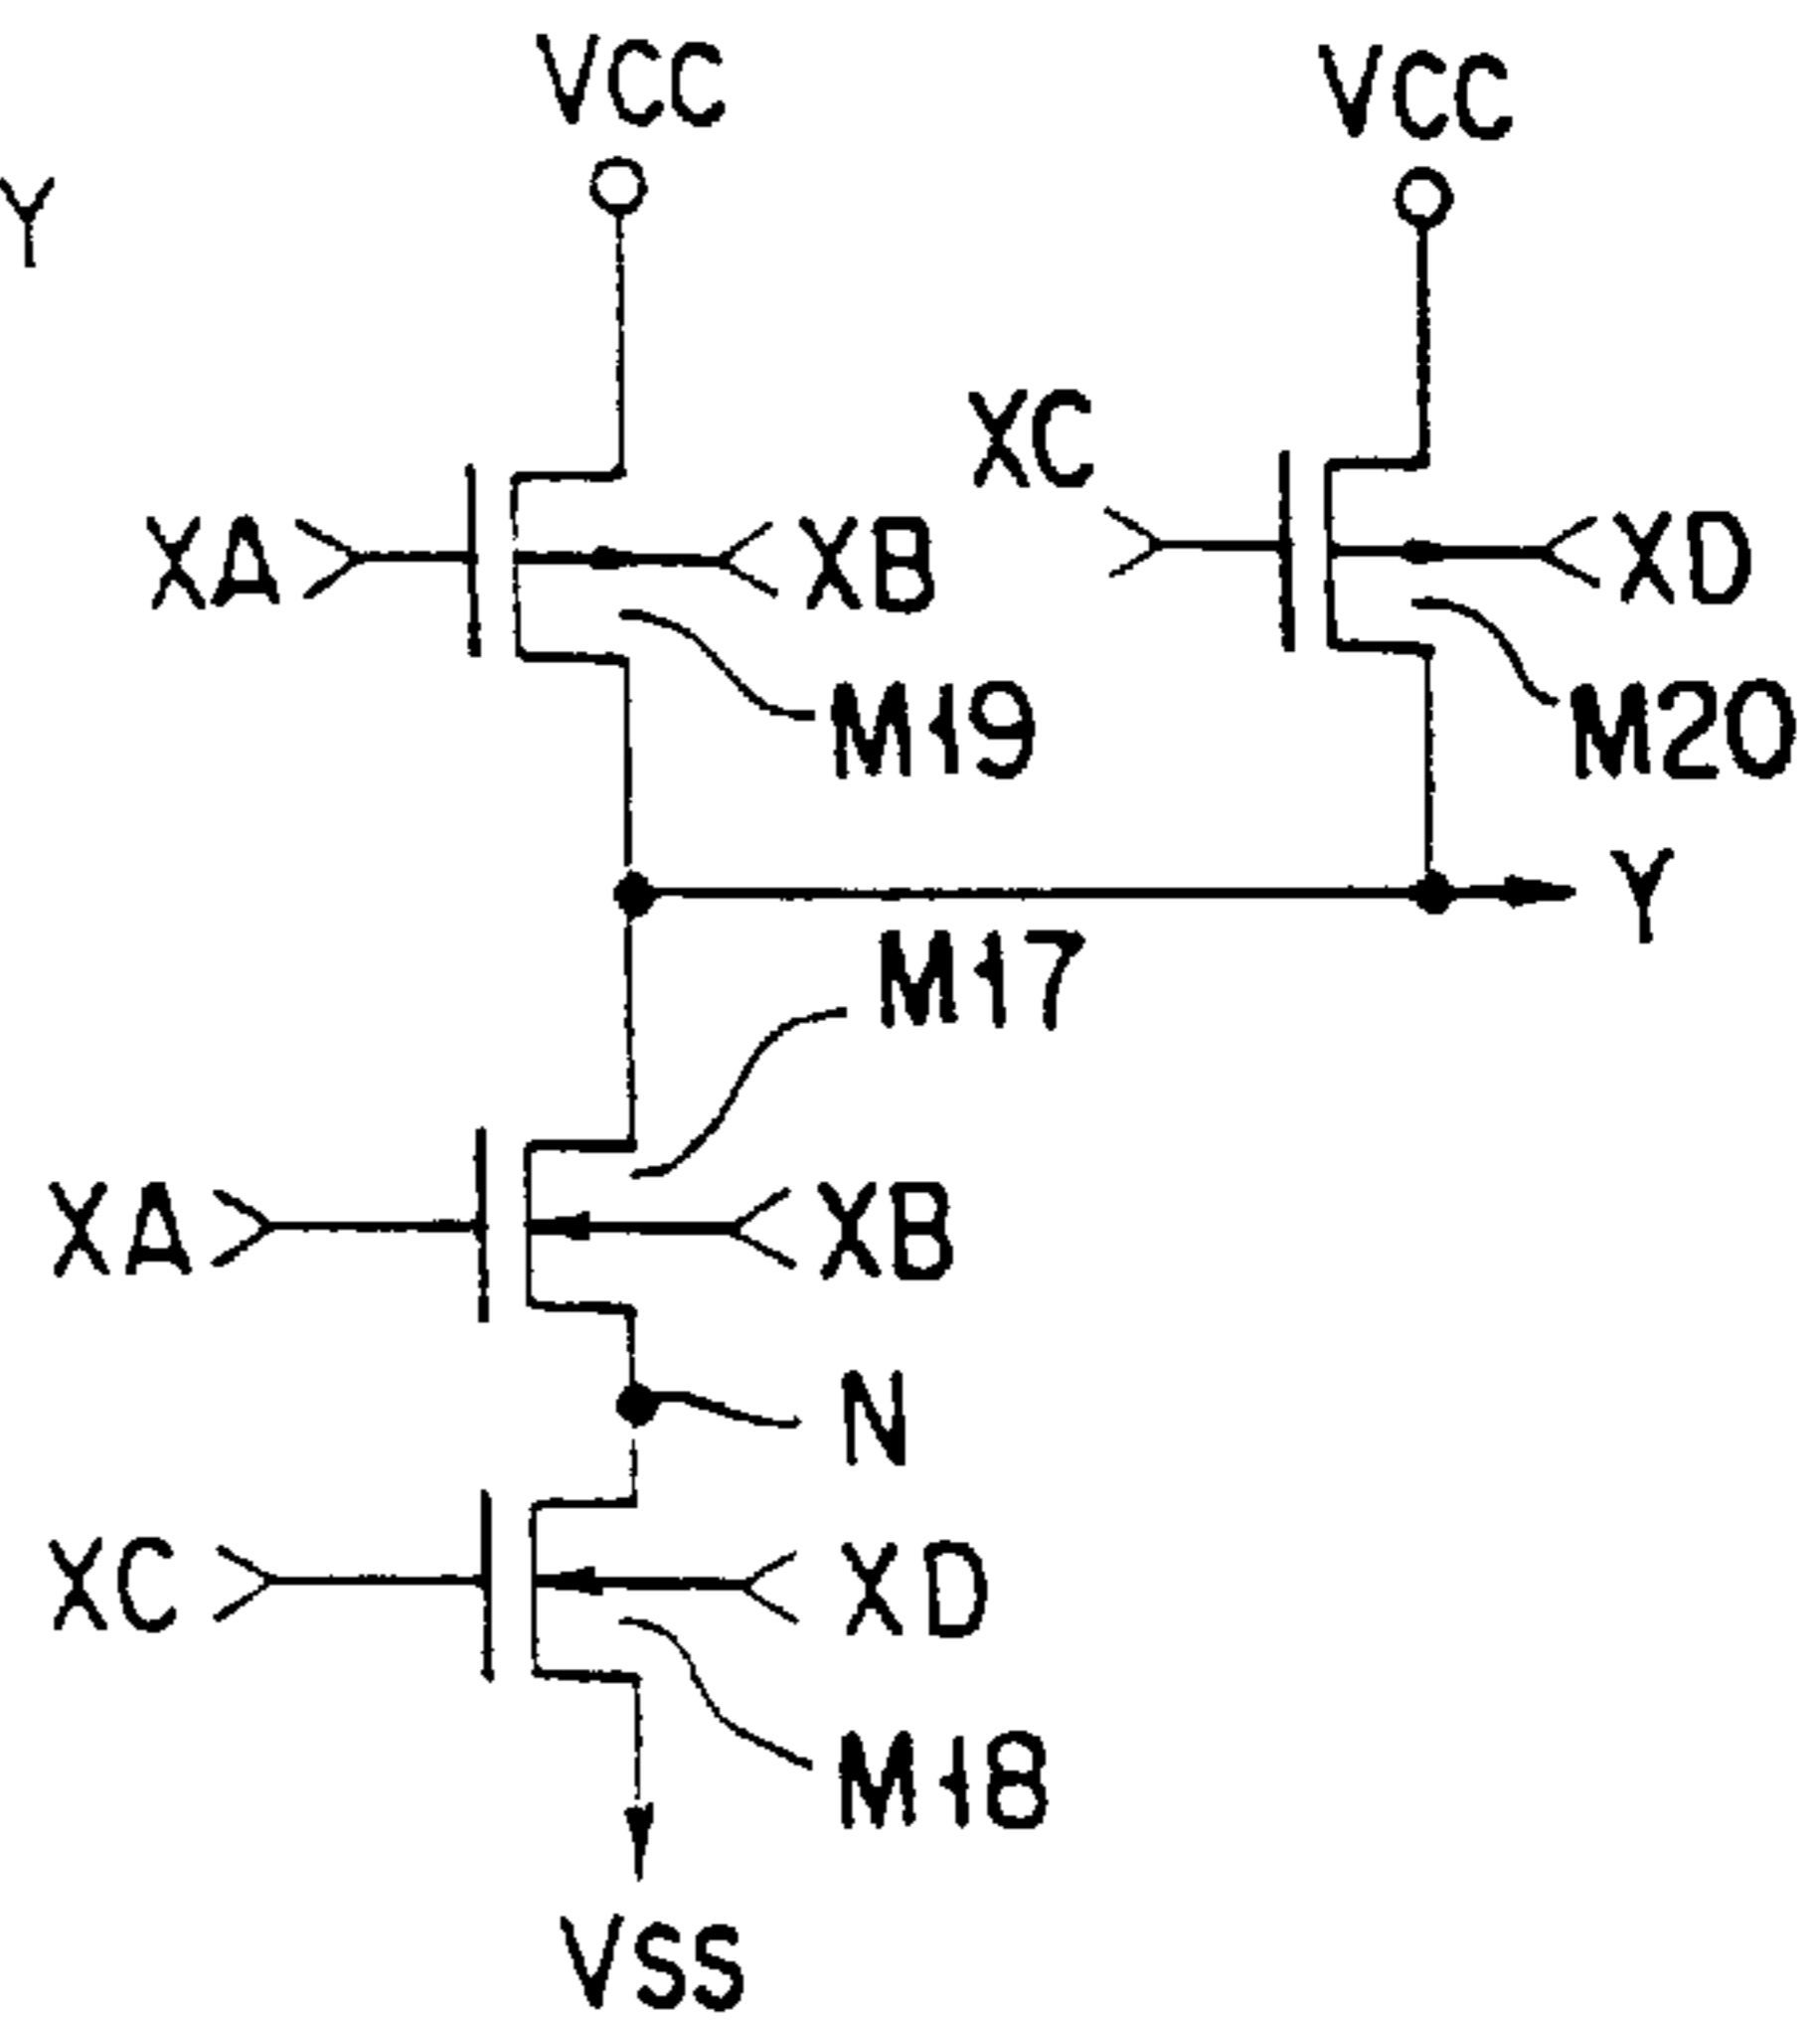 VCC VCC
Y
XC
XA XB XD
M19 M20
Y
M17
XA XB
N
XC XD
M18
VSS